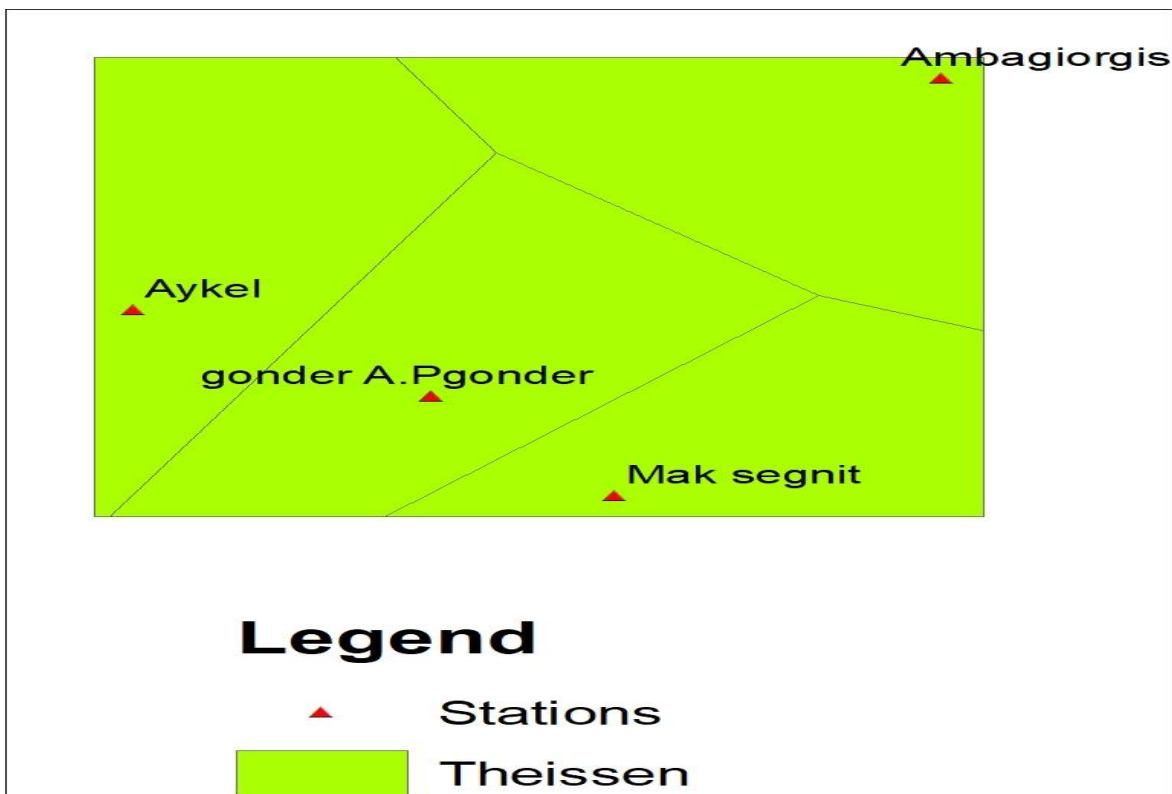 Ambagiorgis
Aykel
gonder A.Pgonder
Mak segnit
Legend
Stations
Theissen